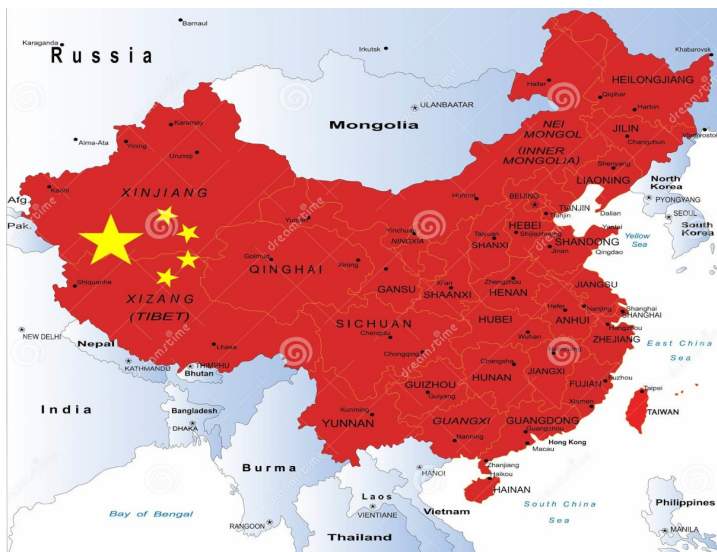 Barnaul
Karaganda
Irkutsk
Khabarovsk
Russia
HEILONGJIANG
Hailar
Qiqihar
ULANBAATAR
Harbin
Karamay
Mongolia
NEI
MONGOL
(INNER
MONGOLIA)
JILIN
Changchun
Vladivostok
Alma-Ata
Yining
Urumqi
Shenyang
LIAONING
North
Korea
Kashi
XINJIANG
Hohhot
BEIJING
PYONGYANG
Afg.
TIANJIN
Tianjin
Dalian
SEOUL
Yumen
Yinchuan
HEBEI
Yantai
South
Korea
Pak.
NINGXIA
Taiyuan
Shijiazhuang
SHANXI
SHANDONG
Yellow
Sea
Jinan
Qingdao
Golmud
Xining
QINGHAI
GANSU
Xi'an
SHAANXI
Zhengzhou
HENAN
JIANGSU
Shiquanhe
XIZANG
(TIBET)
Hefei
Nanjing
Shanghai
SHANGHAI
ANHUI
SICHUAN
HUBEI
Hangzhou
ZHEJIANG
NEW DELHI
Nepal
Lhasa
Chengdu
Wuhan
East China
Sea
KATHMANDU
THIMPHU
Bhutan
Chongqing
Changsha
HUNAN
JIANGXI
GUIZHOU
Guiyang
FUJIAN
Fuzhou
Taipei
India
Bangladesh
DHAKA
Kunming
YUNNAN
GUANGXI
GUANGDONG
Xiamen
TAIWAN
Guangzhou
Nanning
Hong Kong
Macau
Burma
HANOI
Zhanjiang
Haikou
HAINAN
Laos
VIENTIANE
Vietnam
South China
Sea
Philippines
Bay of Bengal
RANGOON
Thailand
MANILA
dreamstime